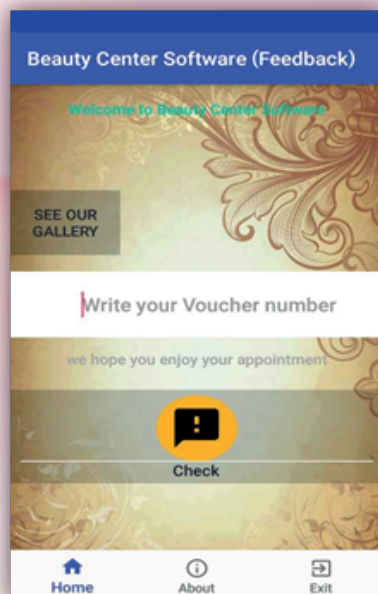 Beauty Center Software (Feedback)
Welcome to Beauty Center Software
SEE OUR
GALLERY
Write your Voucher number
we hope you enjoy your appointment
Check
Home
About
Exit